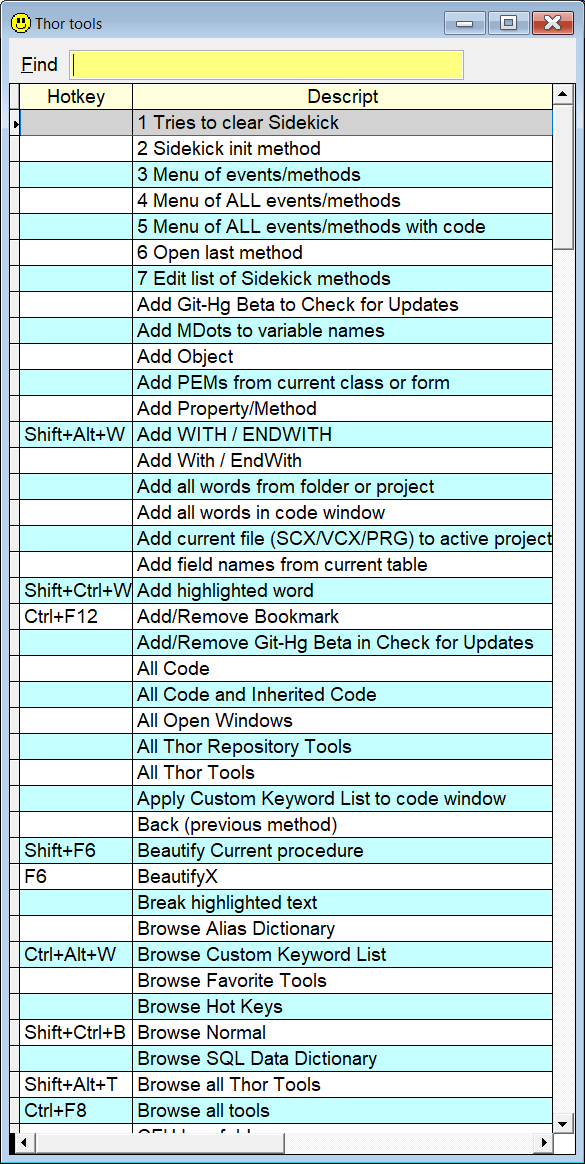 Thor tools
Find
Hotkey Descript
1 Tries to clear Sidekick
2 Sidekick init method
3 Menu of events/methods
4 Menu of ALL events/methods
5 Menu of ALL events/methods with code
6 Open last method
7 Edit list of Sidekick methods
Add Git-Hg Beta to Check for Updates
Add MDots to variable names
Add Object
Add PEMs from current class or form
Add Property/Method
Shift+Alt+W Add WITH / ENDWITH
Add With / EndWith
Add all words from folder or project
Add all words in code window
Add current file (SCX/VCX/PRG) to active project
Add field names from current table
Shift+Ctrl+W Add highlighted word
Ctrl+F12 Add/Remove Bookmark
Add/Remove Git-Hg Beta in Check for Updates
All Code
All Code and Inherited Code
All Open Windows
All Thor Repository Tools
All Thor Tools
Apply Custom Keyword List to code window
Back (previous method)
Shift+F6 Beautify Current procedure
F6 BeautifyX
Break highlighted text
Browse Alias Dictionary
Ctrl+Alt+W Browse Custom Keyword List
Browse Favorite Tools
Browse Hot Keys
Shift+Ctrl+B Browse Normal
Browse SQL Data Dictionary
Shift+Alt+T Browse all Thor Tools
Ctrl+F8 Browse all tools